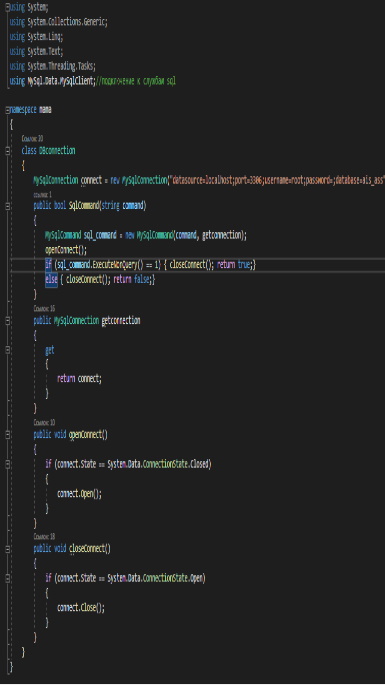 using System;
using System.Collections.Generic;
using System.Linq;
using System.Text;
using System.Threading.Tasks;
using MySql.Data.MySqlClient;//подключение к службам sql
namespace mama
{
Ссылок: 20
class DBconnection
{
MySqlConnection connect = new MySqlConnection("datasource=localhost;port=3306;username=root;password=;database=ais_ass"
Ссылок: 1
public bool SqlCommand(string command)
{
MySqlCommand sql_command = new MySqlCommand(command, getconnection);
openConnect();
if (sql_command.ExecuteNonQuery() == 1) { closeConnect(); return true;}
else { closeConnect(); return false;}
}
Ссылок: 16
public MySqlConnection getconnection
{
get
{
return connect;
}
}
Ссылок: 10
public void openConnect()
{
if (connect.State == System.Data.ConnectionState.Closed)
{
connect.Open();
}
}
Ссылок: 18
public void closeConnect()
{
if (connect.State == System.Data.ConnectionState.Open)
{
connect.Close();
}
}
}
}